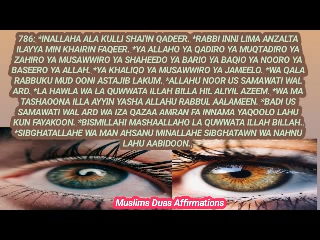 786: *INALLAHA ALA KULLI SHAI'IN QADEER. *RABBI INNI LIMA ANZALTA
ILAYYA MIN KHAIRIN FAQEER. *YA ALLAHO YA QADIRO YA MUQTADIRO YA
ZAHIRO YA MUSAWWIRO YA SHAHEEDO YA BARIO YA BAQIO YA NOORO YA
BASEERO YA ALLAH. *YA KHALIQO YA MUSAWWIRO YA JAMEELO. *WA QALA
RABBUKU MUD OONI ASTAJIB LAKUM. *ALLAHU NOOR US SAMAWATI WAL
ARD. *LA HAWLA WA LA QUWWATA ILLAH BILLA HIL ALIYIL AZEEM. *WA MA
TASHAOONA ILLA AYYIN YASHA ALLAHU RABBUL AALAMEEN. *BADI US
SAMAWATI WAL ARD WA IZA QAZAA AMRAN FA INNAMA YAQOOLO LAHU
KUN FAYAKOON. *BISMILLAHI MASHAALLAHO LA QUWWATA ILLAH BILLAH.
*SIBGHATALLAHE WA MAN AHSANU MINALLAHE SIBGHATAWN WA NAHNU
LAHU AABIDOON.
Muslims Duas Affirmations